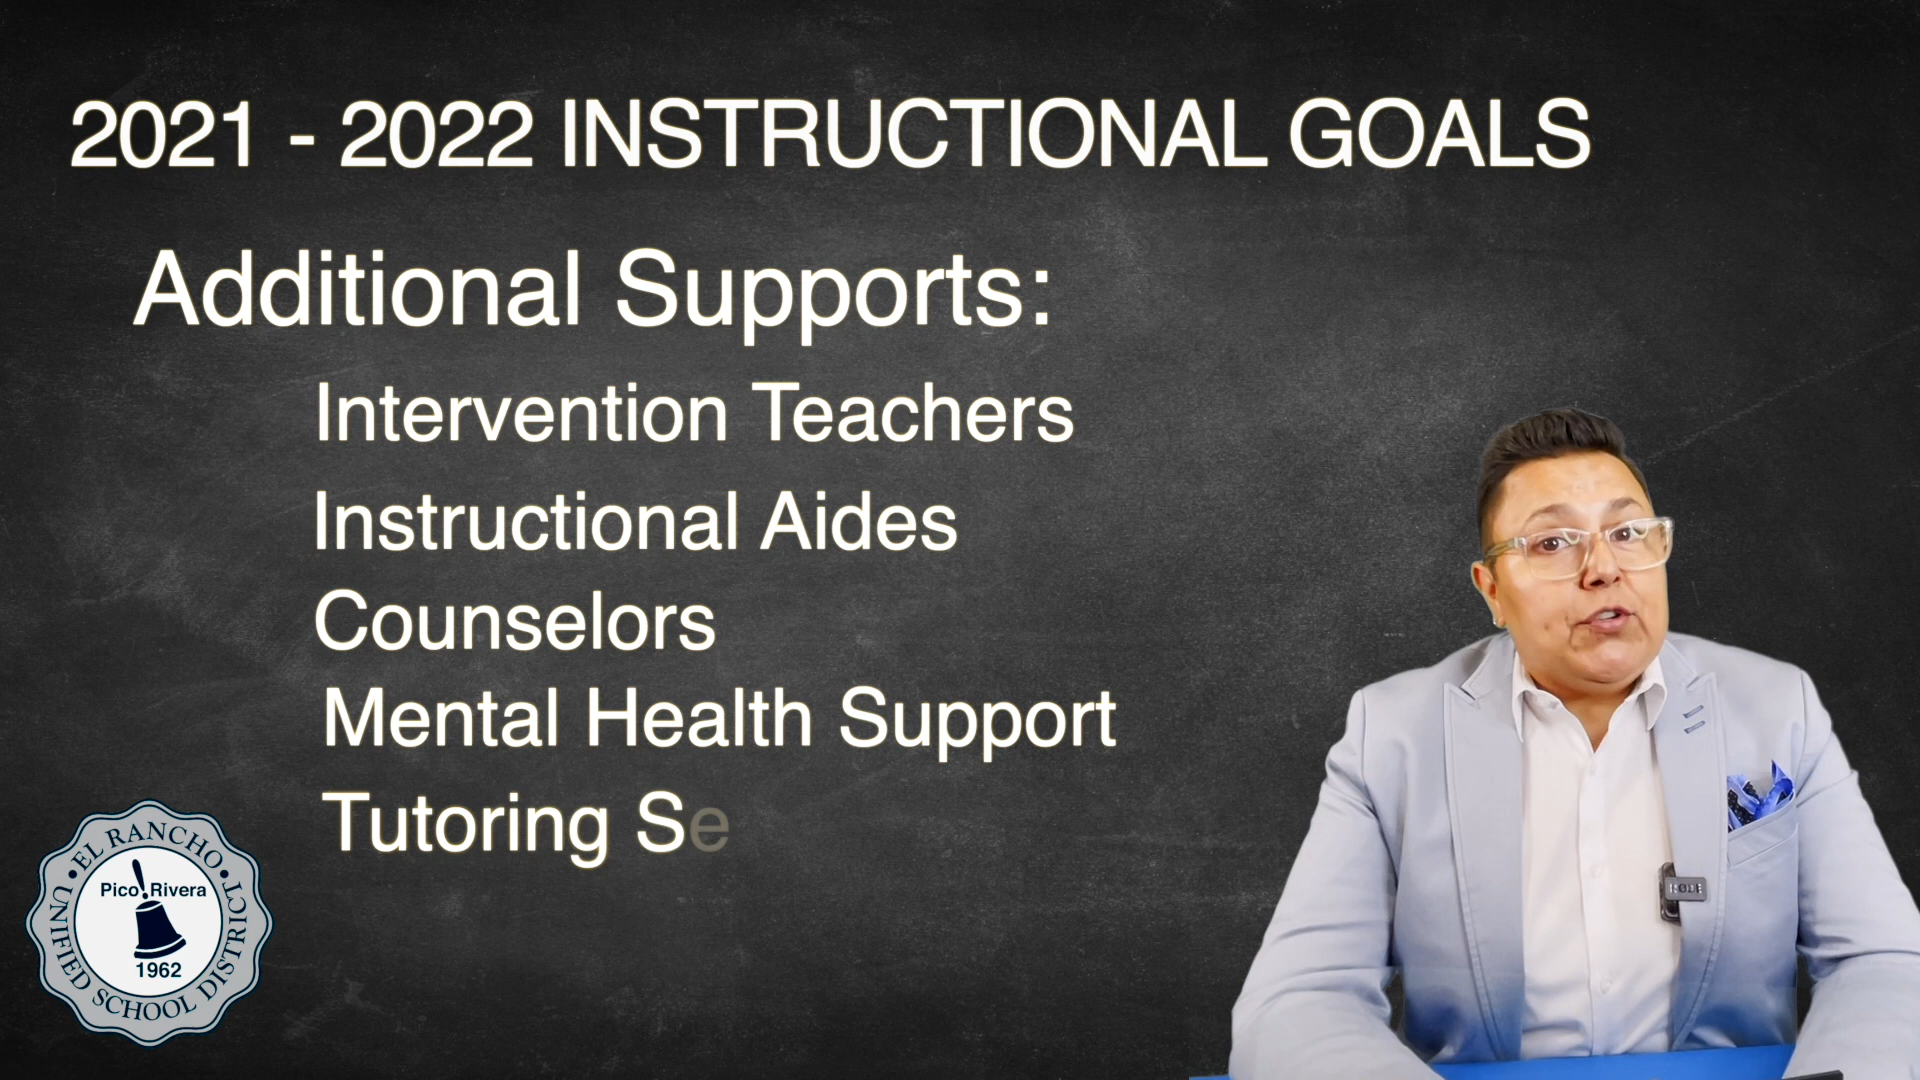 2021 - 2022 INSTRUCTIONAL GOALS
Additional Supports:
Intervention Teachers
Instructional Aides
Counselors
Mental Health Support
Tutoring Se
EL RANCHO
UNIFIED SCHOOL DISTRICT
Pico Rivera
1962
RODE